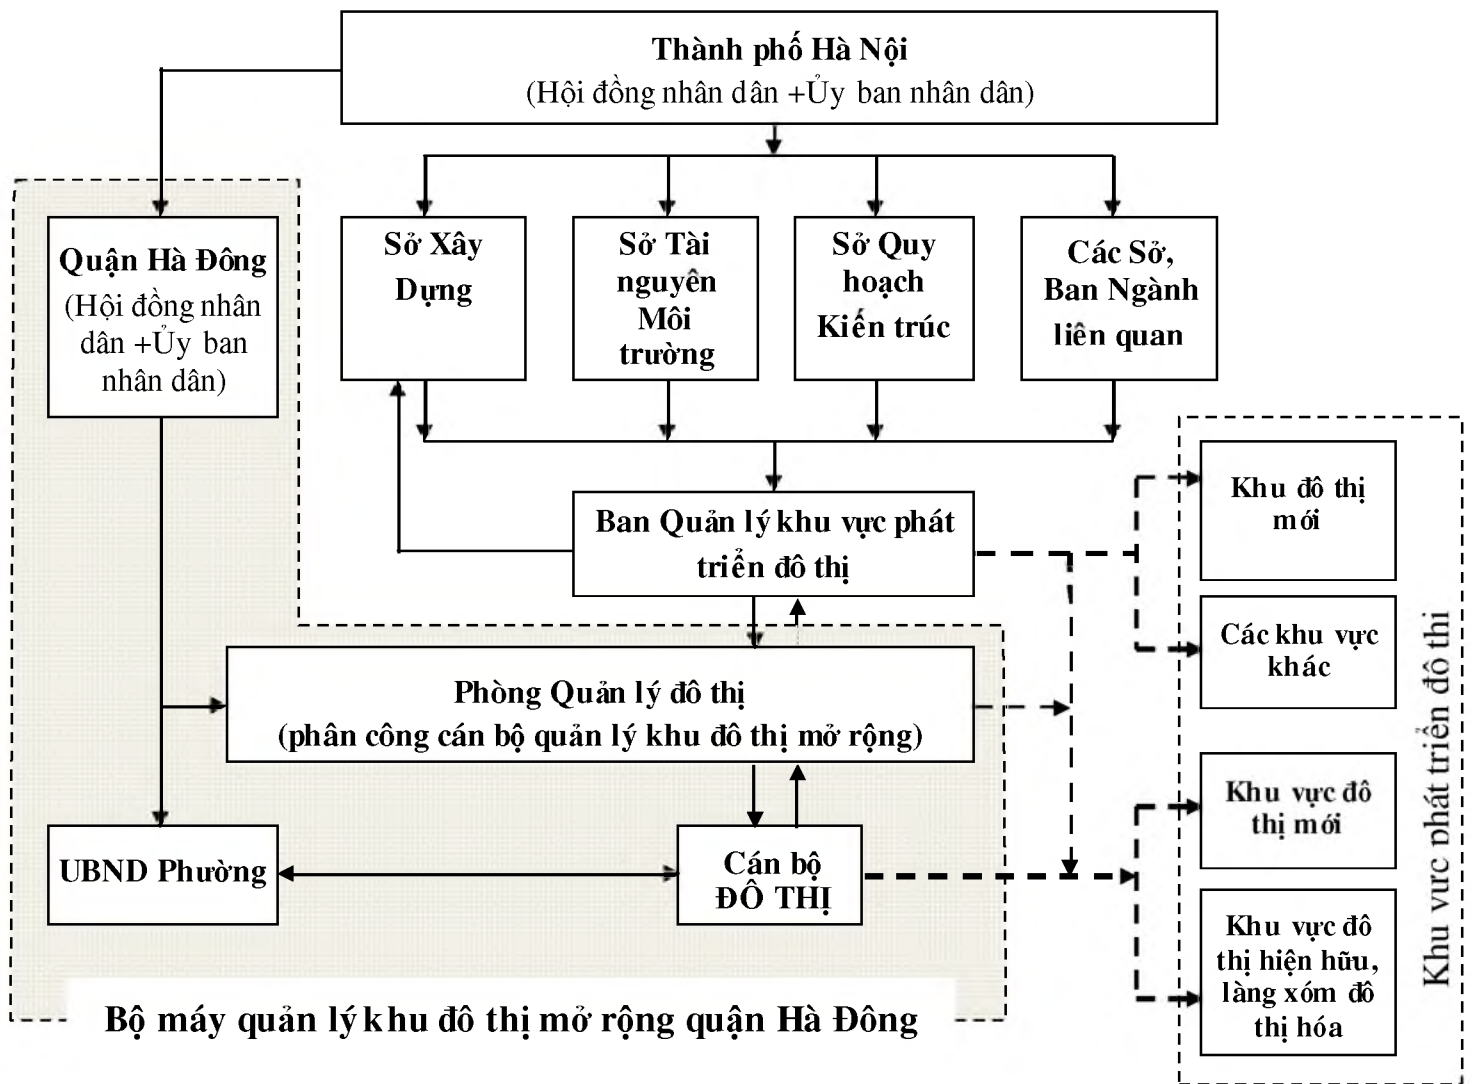 Thành phố Hà Nội
(Hội đồng nhân dân +Ủy ban nhân dân)
Quận Hà Đông
(Hội đồng nhân
dân +Ủy ban
nhân dân)
Sở Xây
Dựng
Sở Tài
nguyên
Môi
trường
Sở Quy
hoạch
Kiến trúc
Các Sở,
Ban Ngành
liên quan
Ban Quản lý khu vực phát
triển đô thị
Phòng Quản lý đô thị
(phân công cán bộ quản lý khu đô thị mở rộng)
UBND Phường
Cán bộ
ĐÔ THỊ
Bộ máy quản lý khu đô thị mở rộng quận Hà Đông
Khu đô thị
mới
Các khu vực
khác
Khu vực đô
thị mới
Khu vực đô
thị hiện hữu,
làng xóm đô
thị hóa
Khu vưc phát triển đô thi